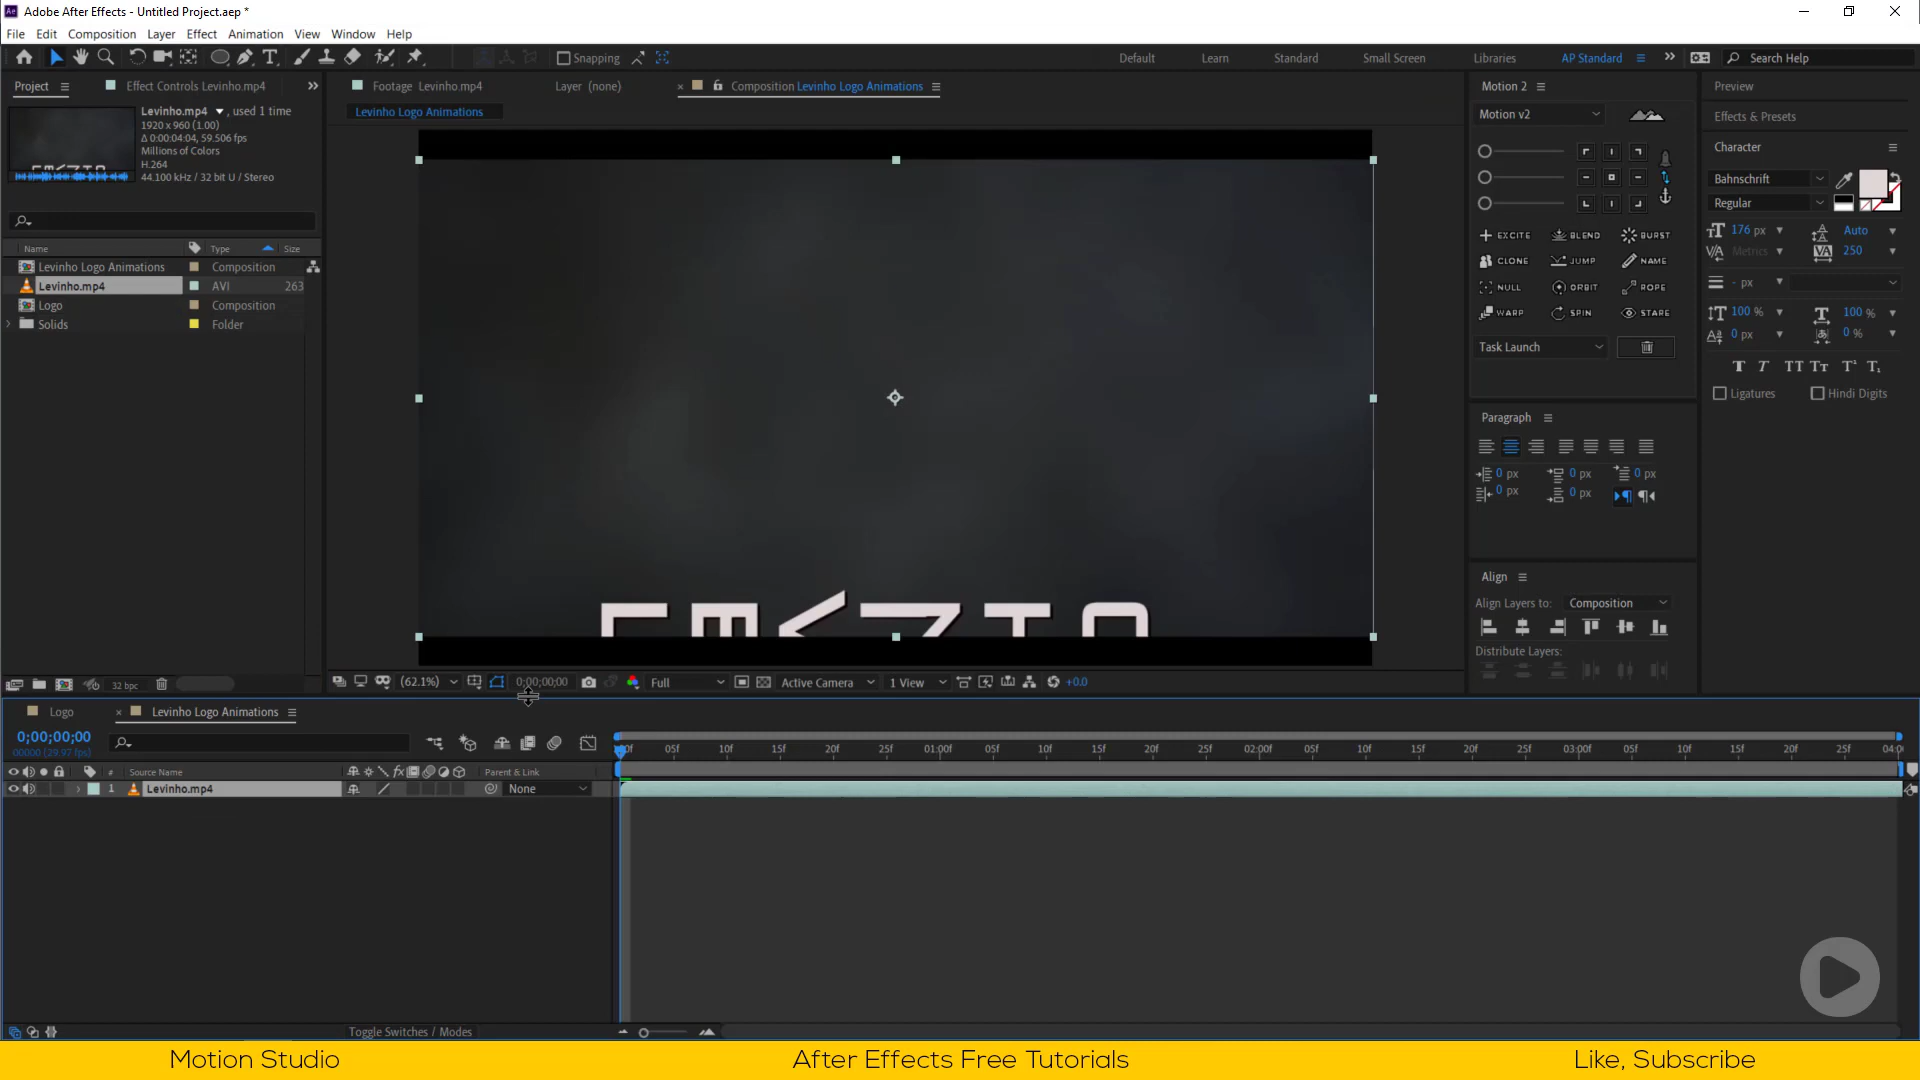 Adobe After Effects - Untitled Project.aep *
File Edit Composition Layer Effect Animation View Window Help
Snapping
Default Learn Standard Small Screen Libraries AP Standard Search Help
Project
Effect Controls Levinho.mp4
Levinho.mp4 , used 1 time
1920 x 960 (1.00)
Δ 0:00:04:04, 59.506 fps
Millions of Colors
H.264
44.100 kHz / 32 bit U / Stereo
Name Type Size
Levinho Logo Animations Composition
Levinho.mp4 AVI 263
Logo Composition
Solids Folder
32 bpc
Footage Levinho.mp4
Layer (none)
Composition Levinho Logo Animations
Levinho Logo Animations
(62.1%) 0;00;00;00 Full Active Camera 1 View +0.0
Motion 2
Motion v2
EXCITE BLEND BURST
CLONE JUMP NAME
NULL ORBIT ROPE
WARP SPIN STARE
Task Launch
Paragraph
0 px 0 px 0 px
0 px 0 px
Align
Align Layers to: Composition
Distribute Layers:
Preview
Effects & Presets
Character
Bahnschrift
Regular
176 px Auto
Metrics 250
- px
100 % 100 %
0 px 0 %
T T TT Tt T¹ T₁
Ligatures Hindi Digits
Logo
Levinho Logo Animations
0;00;00;00
00000 (29.97 fps)
# Source Name Parent & Link
1 Levinho.mp4 None
05f 10f 15f 20f 25f 01:00f 05f 10f 15f 20f 25f 02:00f 05f 10f 15f 20f 25f 03:00f 05f 10f 15f 20f 25f
Toggle Switches / Modes
Motion Studio
After Effects Free Tutorials
Like, Subscribe